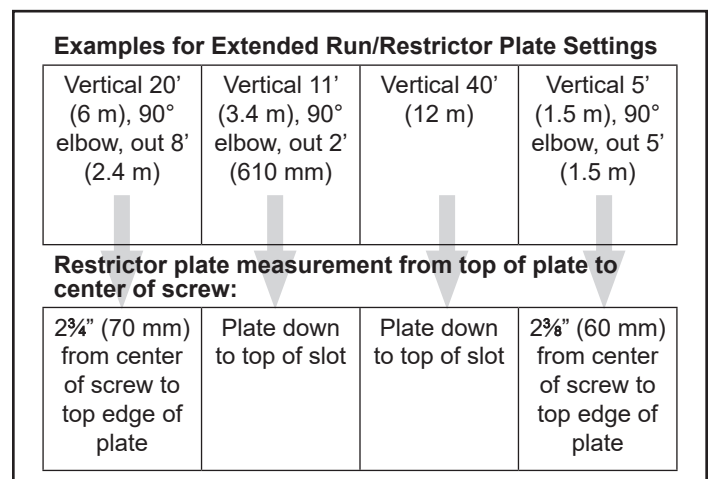 Examples for Extended Run/Restrictor Plate Settings
Vertical 20’
(6 m), 90°
elbow, out 8’
(2.4 m)
Vertical 11’
(3.4 m), 90°
elbow, out 2’
(610 mm)
Vertical 40’
(12 m)
Vertical 5’
(1.5 m), 90°
elbow, out 5’
(1.5 m)
Restrictor plate measurement from top of plate to
center of screw:
2¾” (70 mm)
from center
of screw to
top edge of
plate
Plate down
to top of slot
Plate down
to top of slot
2⅜” (60 mm)
from center
of screw to
top edge of
plate